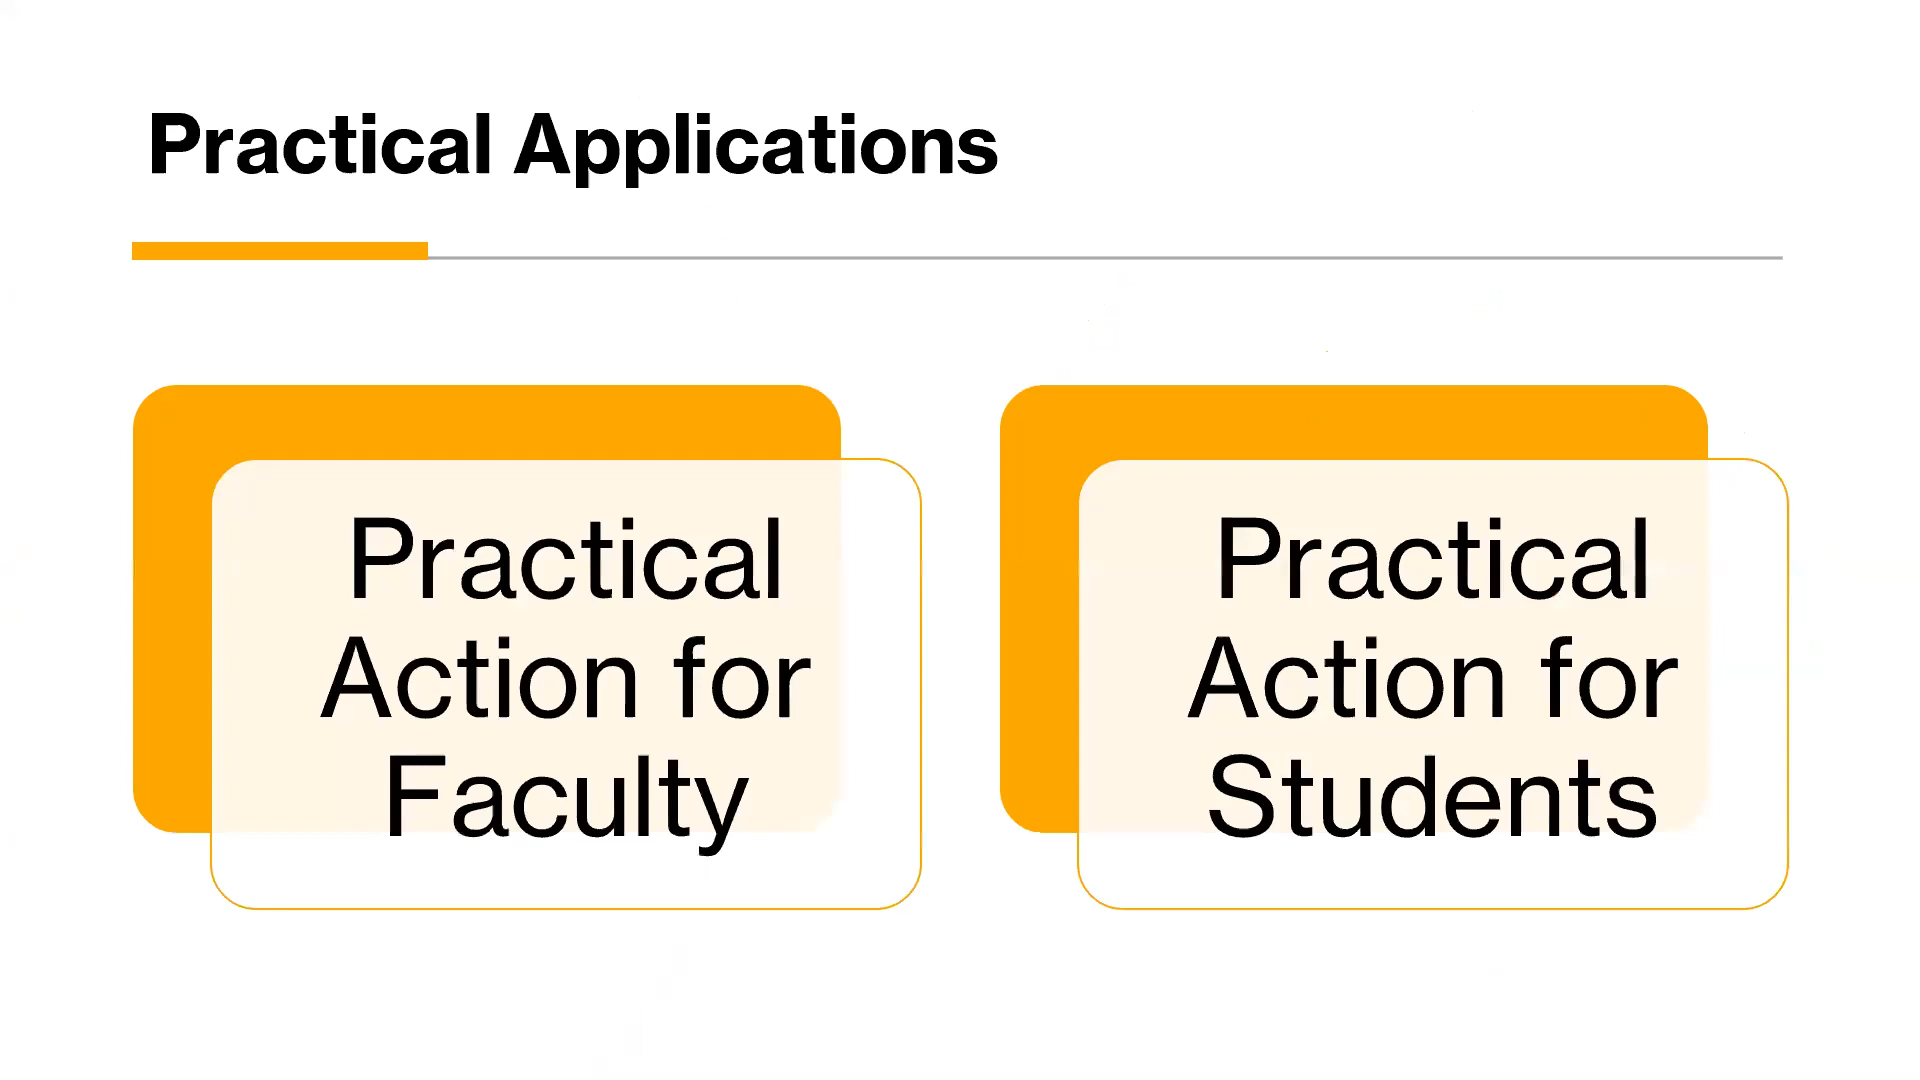 Practical Applications
Practical
Action for
Faculty
Practical
Action for
Students